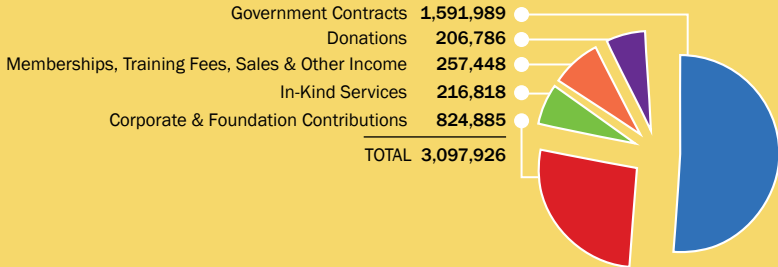 Government Contracts 1,591,989
Donations 206,786
Memberships, Training Fees, Sales & Other Income 257,448
In-Kind Services 216,818
Corporate & Foundation Contributions 824,885
TOTAL 3,097,926